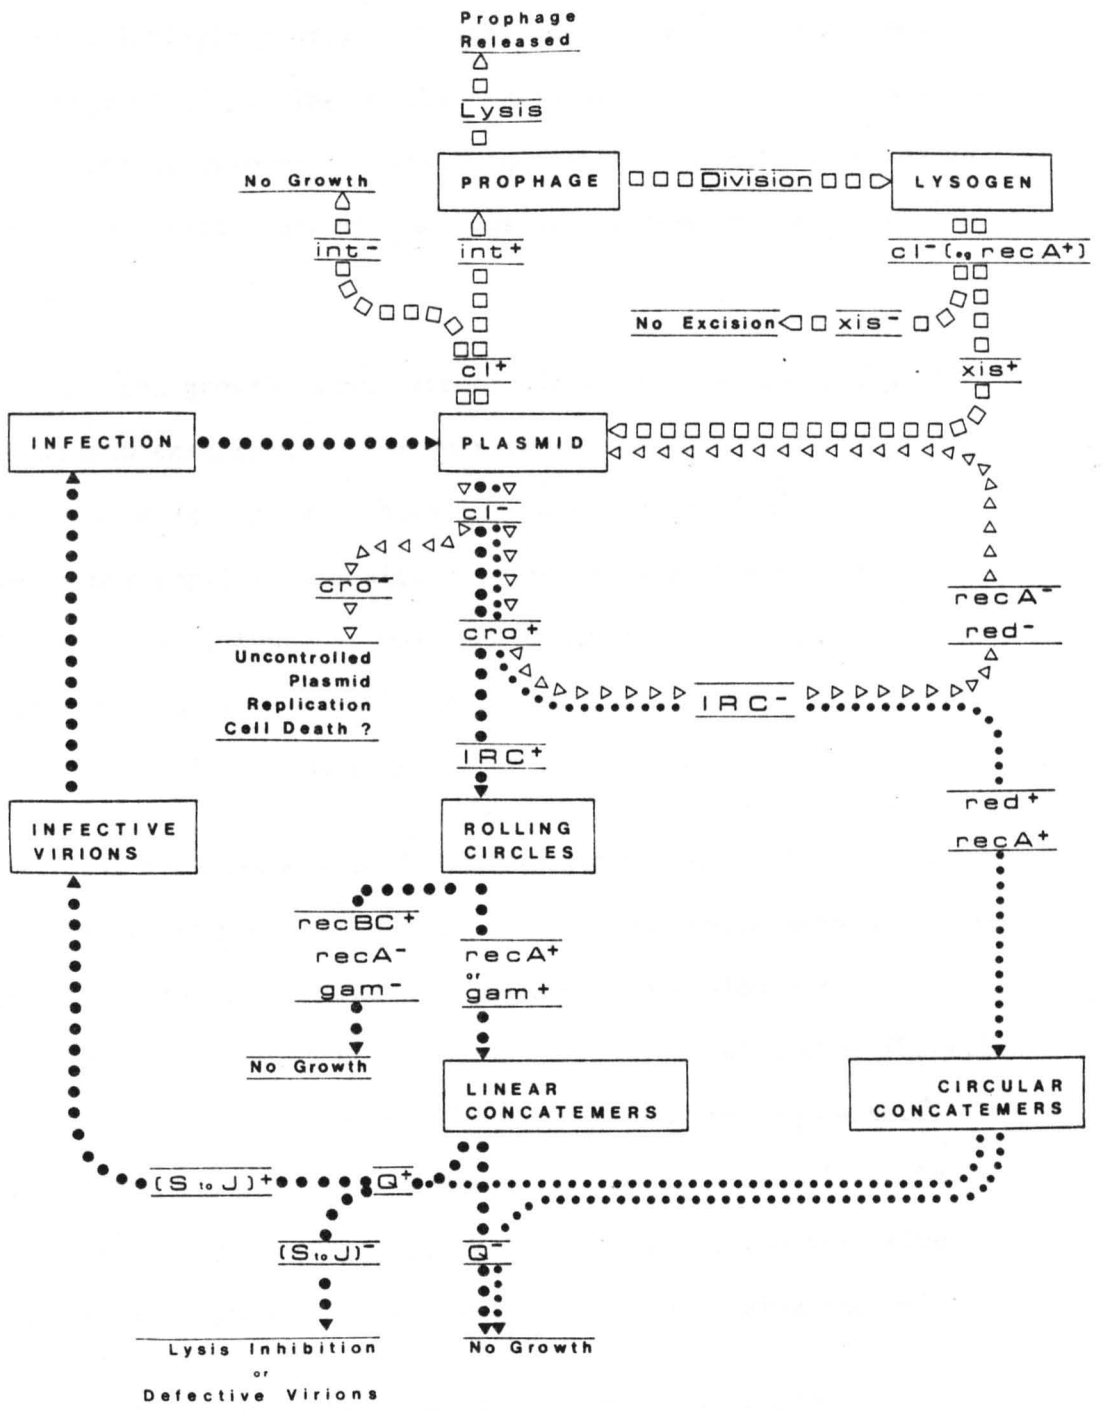 Prophage
Released
Lysis
PROPHAGE
Division
LYSOGEN
No Growth
int⁻
int⁺
cI⁻(eg recA⁺)
No Excision
xis⁻
cI⁺
xis⁺
INFECTION
PLASMID
cI⁻
cro⁻
recA⁻
cro⁺
red⁻
Uncontrolled
Plasmid
Replication
Cell Death ?
IRC⁻
IRC⁺
red⁺
INFECTIVE
VIRIONS
ROLLING
CIRCLES
recA⁺
recBC⁺
recA⁻
gam⁻
recA⁺
or
gam⁺
No Growth
LINEAR
CONCATEMERS
CIRCULAR
CONCATEMERS
(S to J)⁺
Q⁺
(S to J)⁻
Q⁻
Lysis Inhibition
or
Defective Virions
No Growth